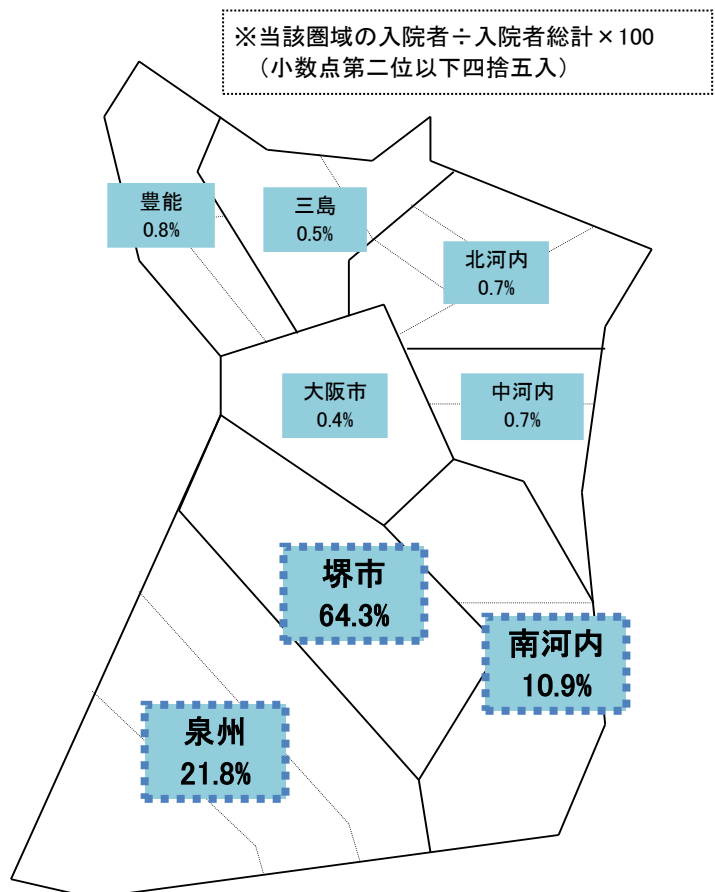 ※当該圏域の入院者÷入院者総計×100
（小数点第二位以下四捨五入）
豊能
0.8%
三島
0.5%
北河内
0.7%
大阪市
0.4%
中河内
0.7%
堺市
64.3%
南河内
10.9%
泉州
21.8%